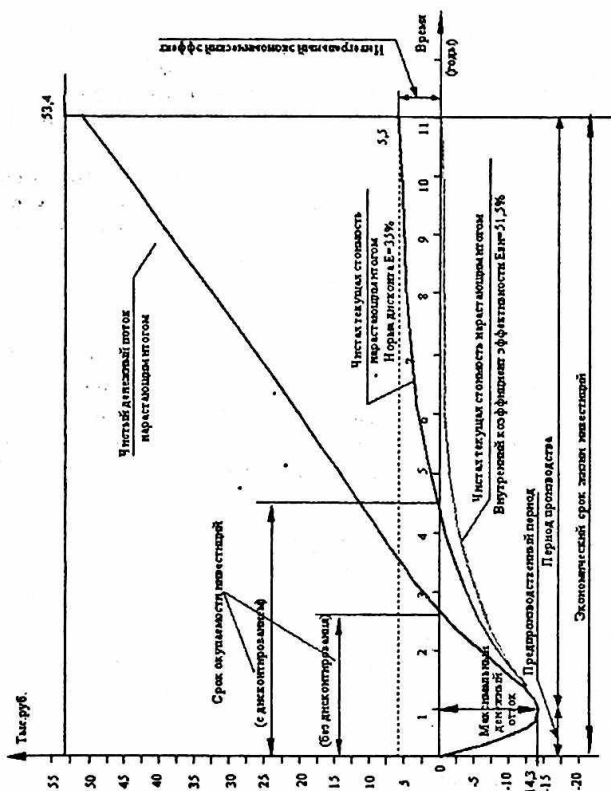 Тыс.руб.
55
50
45
40
35
30
25
20
15
10
5
0
-5
-10
-14,3
-15
-20
53,4
Чистый денежный поток
нарастающим итогом
Срок окупаемости инвестиций
(с дисконтированием)
(без дисконтирования)
Чистая текущая стоимость
нарастающим итогом
Норма дисконта E=35%
5,5
Интегральный экономический
эффект
Время
(годы)
1
2
3
4
5
6
7
8
9
10
11
Чистая текущая стоимость нарастающим итогом
Внутренний коэффициент эффективности Eвн=51,5%
Максимальный
денежный
отток
Предпроизводственный период
Период производства
Экономический срок жизни инвестиций